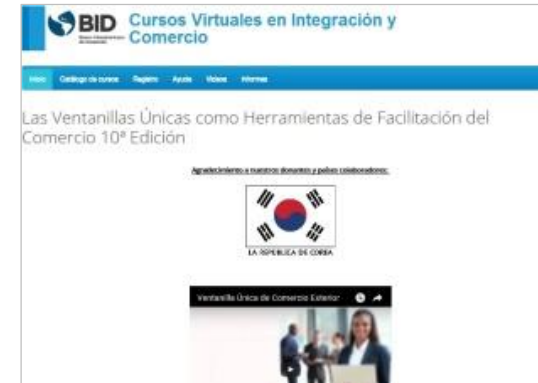 BID
Cursos Virtuales en Integración y
Comercio
Inicio Catálogo de cursos Registro Ayuda Videos Informes
Las Ventanillas Únicas como Herramientas de Facilitación del
Comercio 10ª Edición
Agradecimiento a nuestros donantes y países colaboradores:
LA REPUBLICA DE COREA
Ventanilla Única de Comercio Exterior